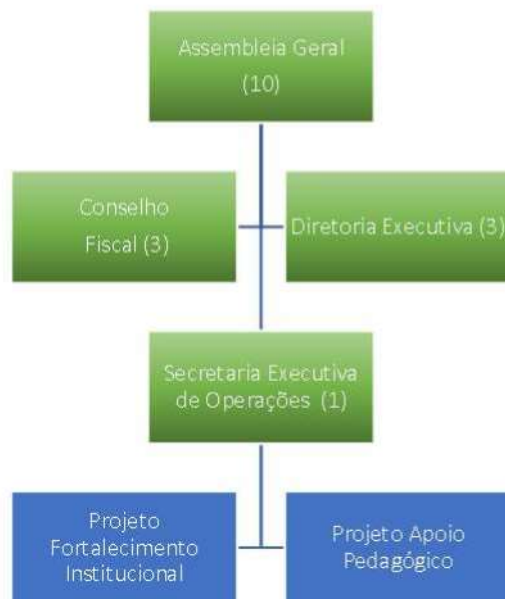 Assembleia Geral
(10)
Conselho
Fiscal (3)
Diretoria Executiva (3)
Secretaria Executiva
de Operações (1)
Projeto
Fortalecimento
Institucional
Projeto Apoio
Pedagógico